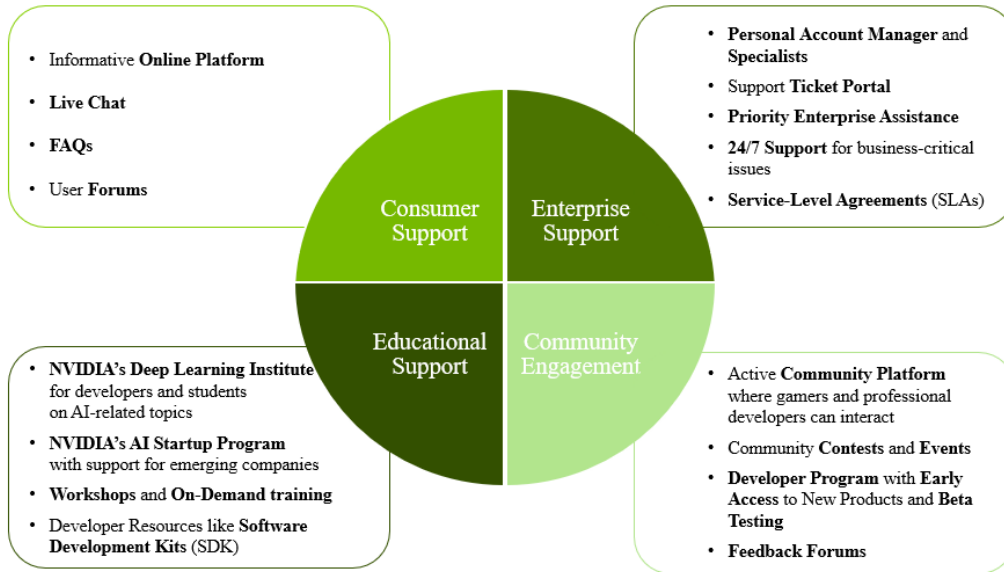 • Informative Online Platform
• Live Chat
• FAQs
• User Forums
• Personal Account Manager and
Specialists
• Support Ticket Portal
• Priority Enterprise Assistance
• 24/7 Support for business-critical
issues
• Service-Level Agreements (SLAs)
Consumer
Support
Enterprise
Support
Educational
Support
Community
Engagement
• NVIDIA’s Deep Learning Institute
for developers and students
on AI-related topics
• NVIDIA’s AI Startup Program
with support for emerging companies
• Workshops and On-Demand training
• Developer Resources like Software
Development Kits (SDK)
• Active Community Platform
where gamers and professional
developers can interact
• Community Contests and Events
• Developer Program with Early
Access to New Products and Beta
Testing
• Feedback Forums